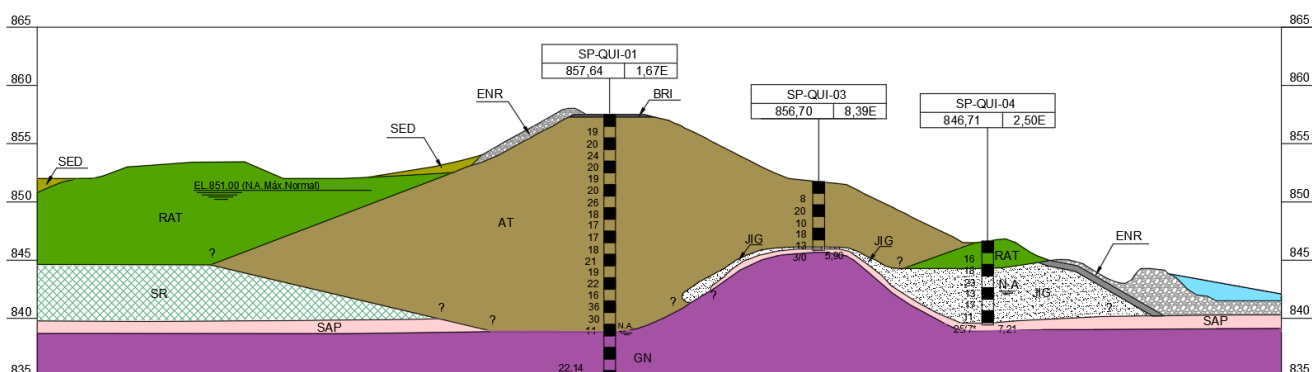 865
865
SP-QUI-01
857,64 1,67E
SP-QUI-03
856,70 8,39E
SP-QUI-04
846,71 2,50E
860
860
ENR
BRI
SED
SED
855
855
19
20
24
20
19
20
26
18
17
17
18
21
19
22
16
36
30
11
N.A.
22,14
EL.851,00 (N.A.Máx.Normal)
850
850
RAT
AT
8
20
10
18
13
3/0
5,90
JIG
JIG
ENR
845
845
?
?
RAT
16
18
23
13
17
11
25/7*
7,21
N.A
JIG
?
SR
?
?
?
?
840
840
SAP
SAP
GN
835
835